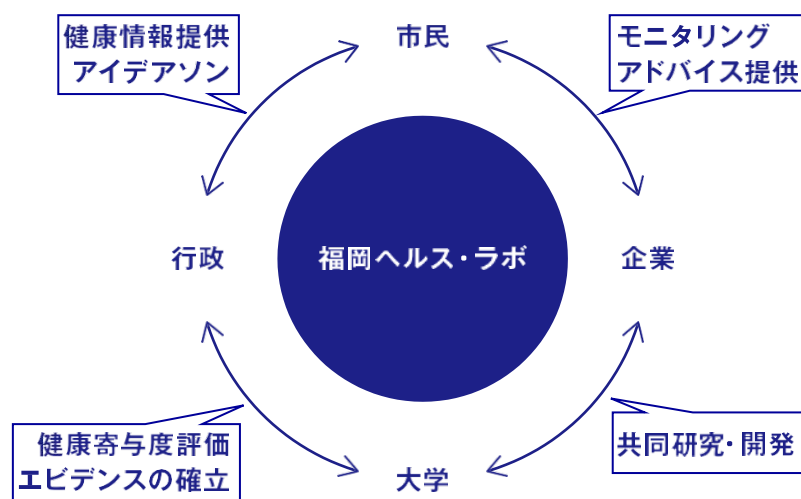 健康情報提供
アイデアソン
市民
モニタリング
アドバイス提供
行政
福岡ヘルス・ラボ
企業
健康寄与度評価
エビデンスの確立
大学
共同研究・開発